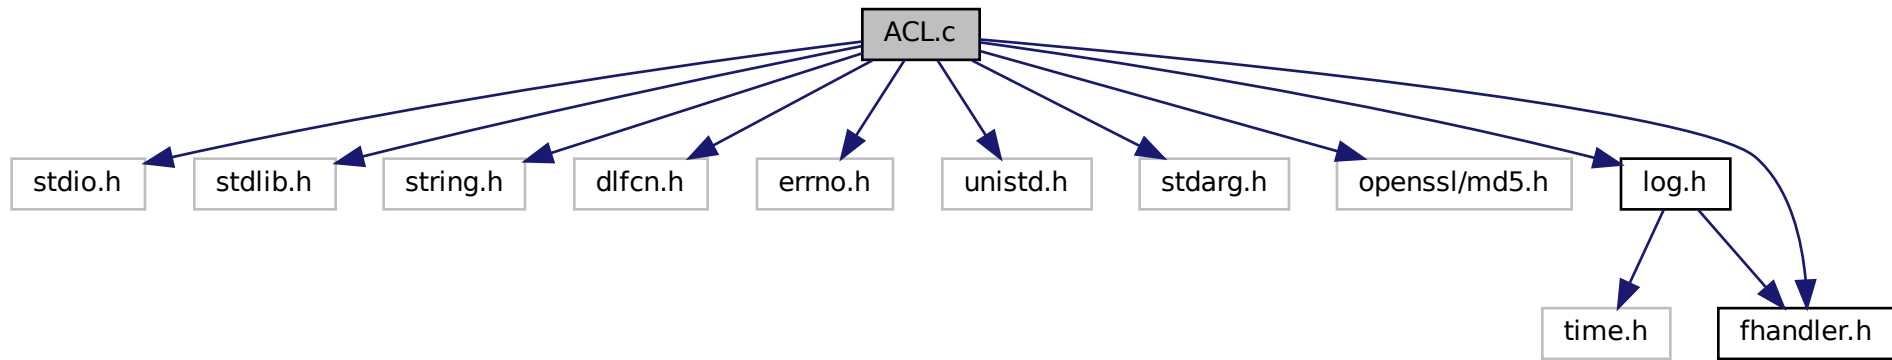 ACL.c
stdio.h
stdlib.h
string.h
dlfcn.h
errno.h
unistd.h
stdarg.h
openssl/md5.h
log.h
time.h
fhandler.h